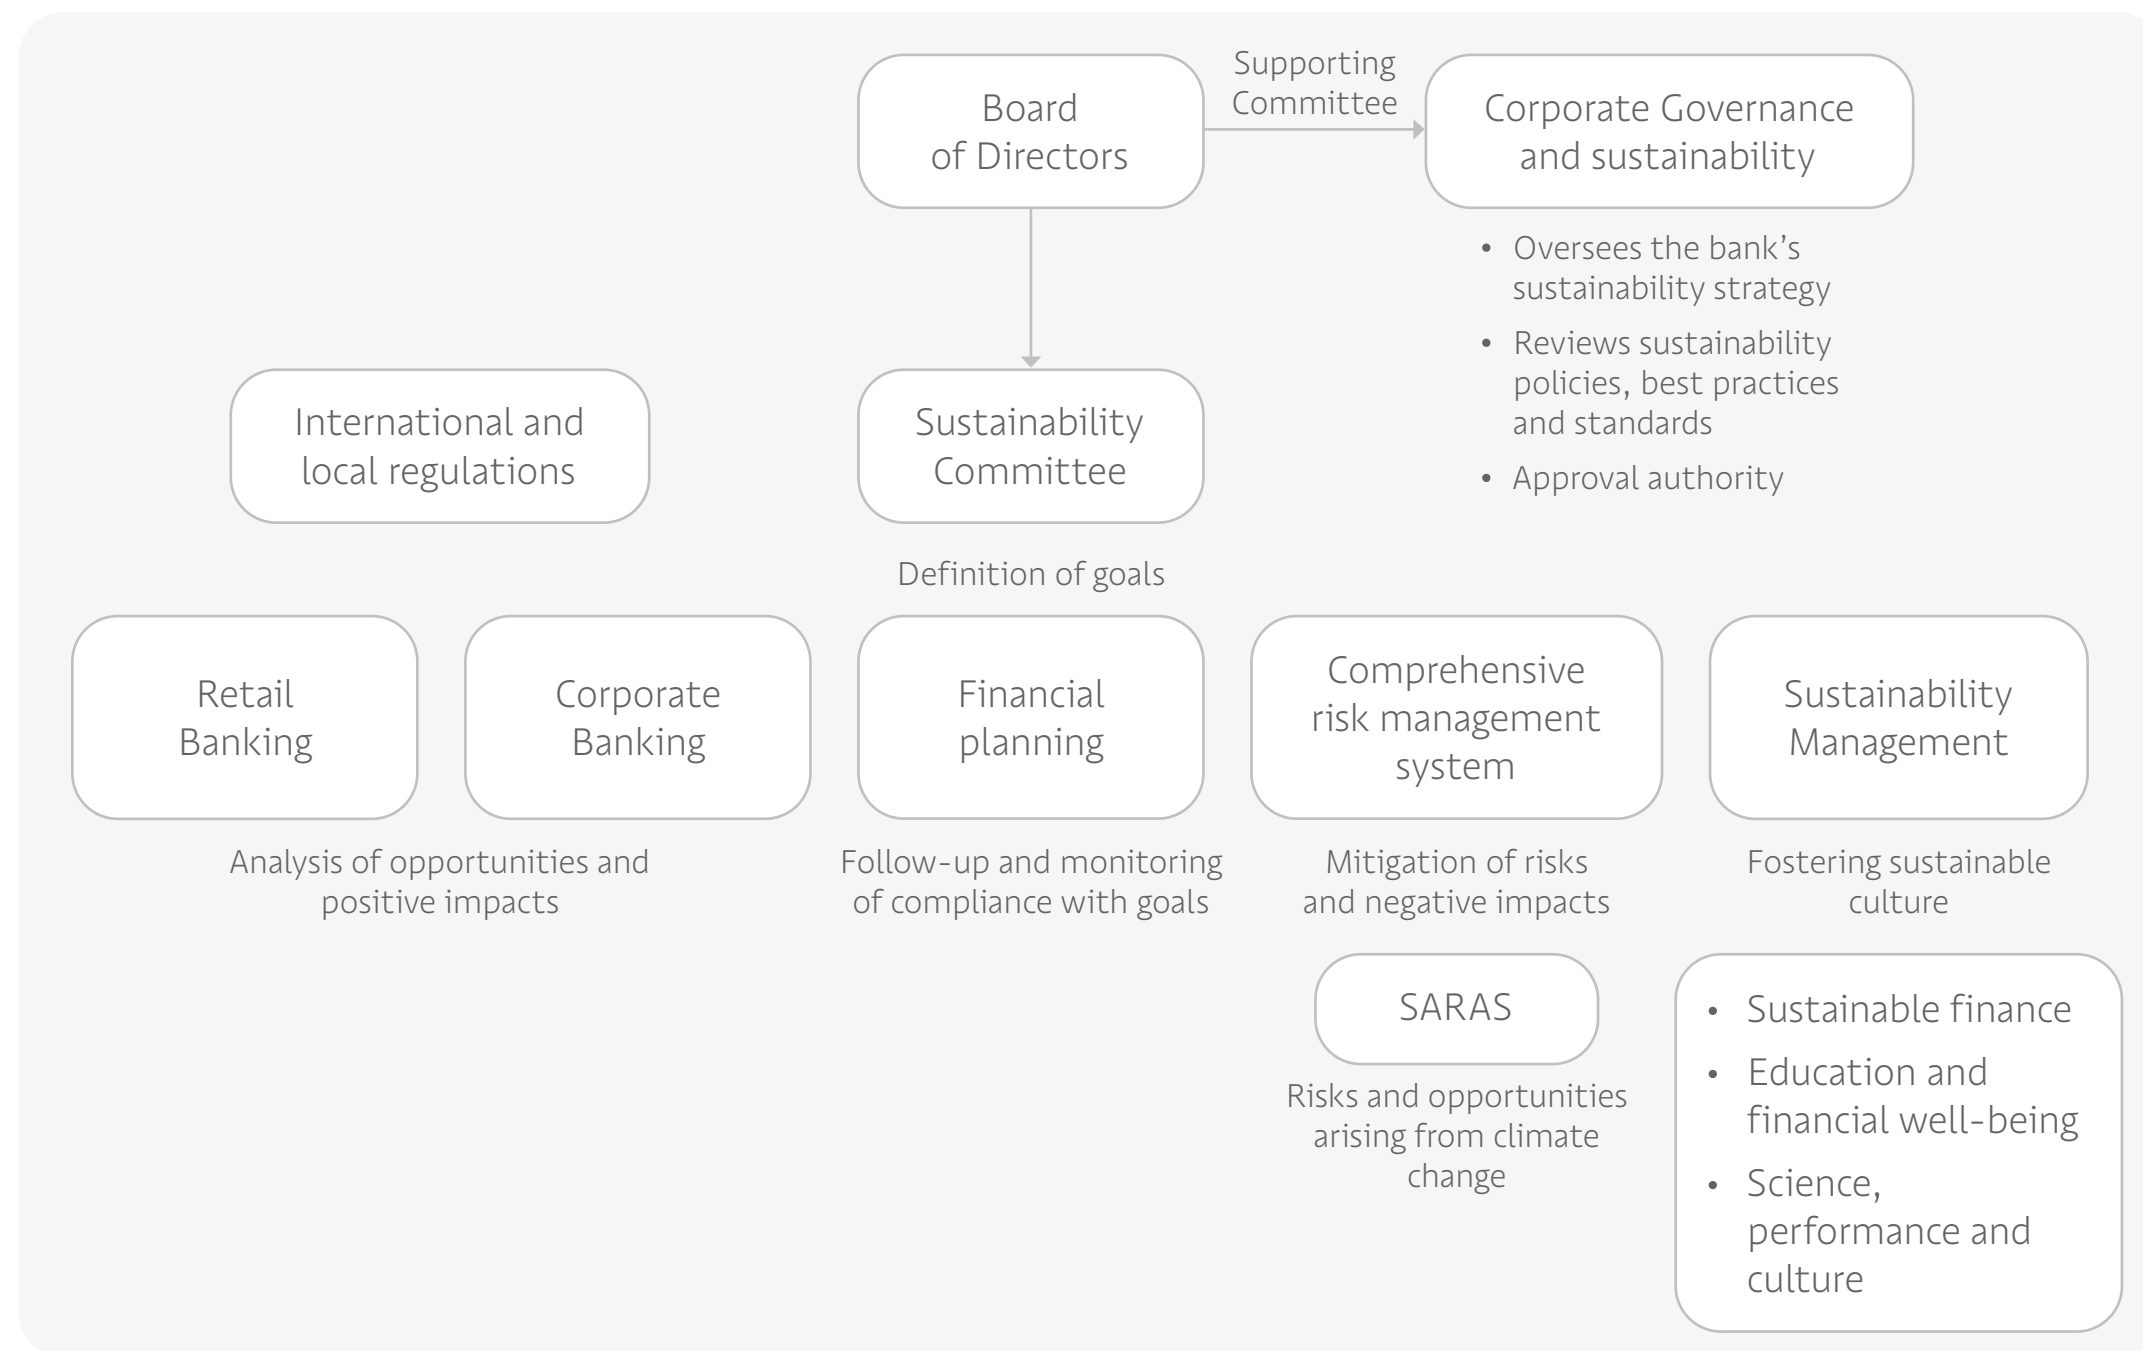 Board
of Directors
Supporting
Committee
Corporate Governance
and sustainability
• Oversees the bank’s
sustainability strategy
• Reviews sustainability
policies, best practices
and standards
• Approval authority
International and
local regulations
Sustainability
Committee
Definition of goals
Retail
Banking
Corporate
Banking
Financial
planning
Comprehensive
risk management
system
Sustainability
Management
Analysis of opportunities and
positive impacts
Follow-up and monitoring
of compliance with goals
Mitigation of risks
and negative impacts
Fostering sustainable
culture
SARAS
Risks and opportunities
arising from climate
change
• Sustainable finance
• Education and
financial well-being
• Science,
performance and
culture